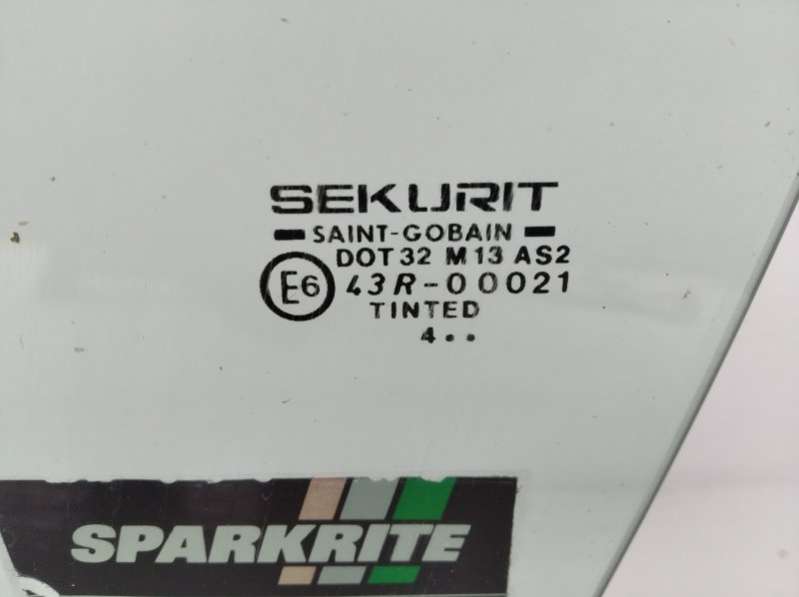 SEKURIT
SAINT-GOBAIN
DOT 32 M 13 AS2
E6 43R-00021
TINTED
4..
SPARKRITE